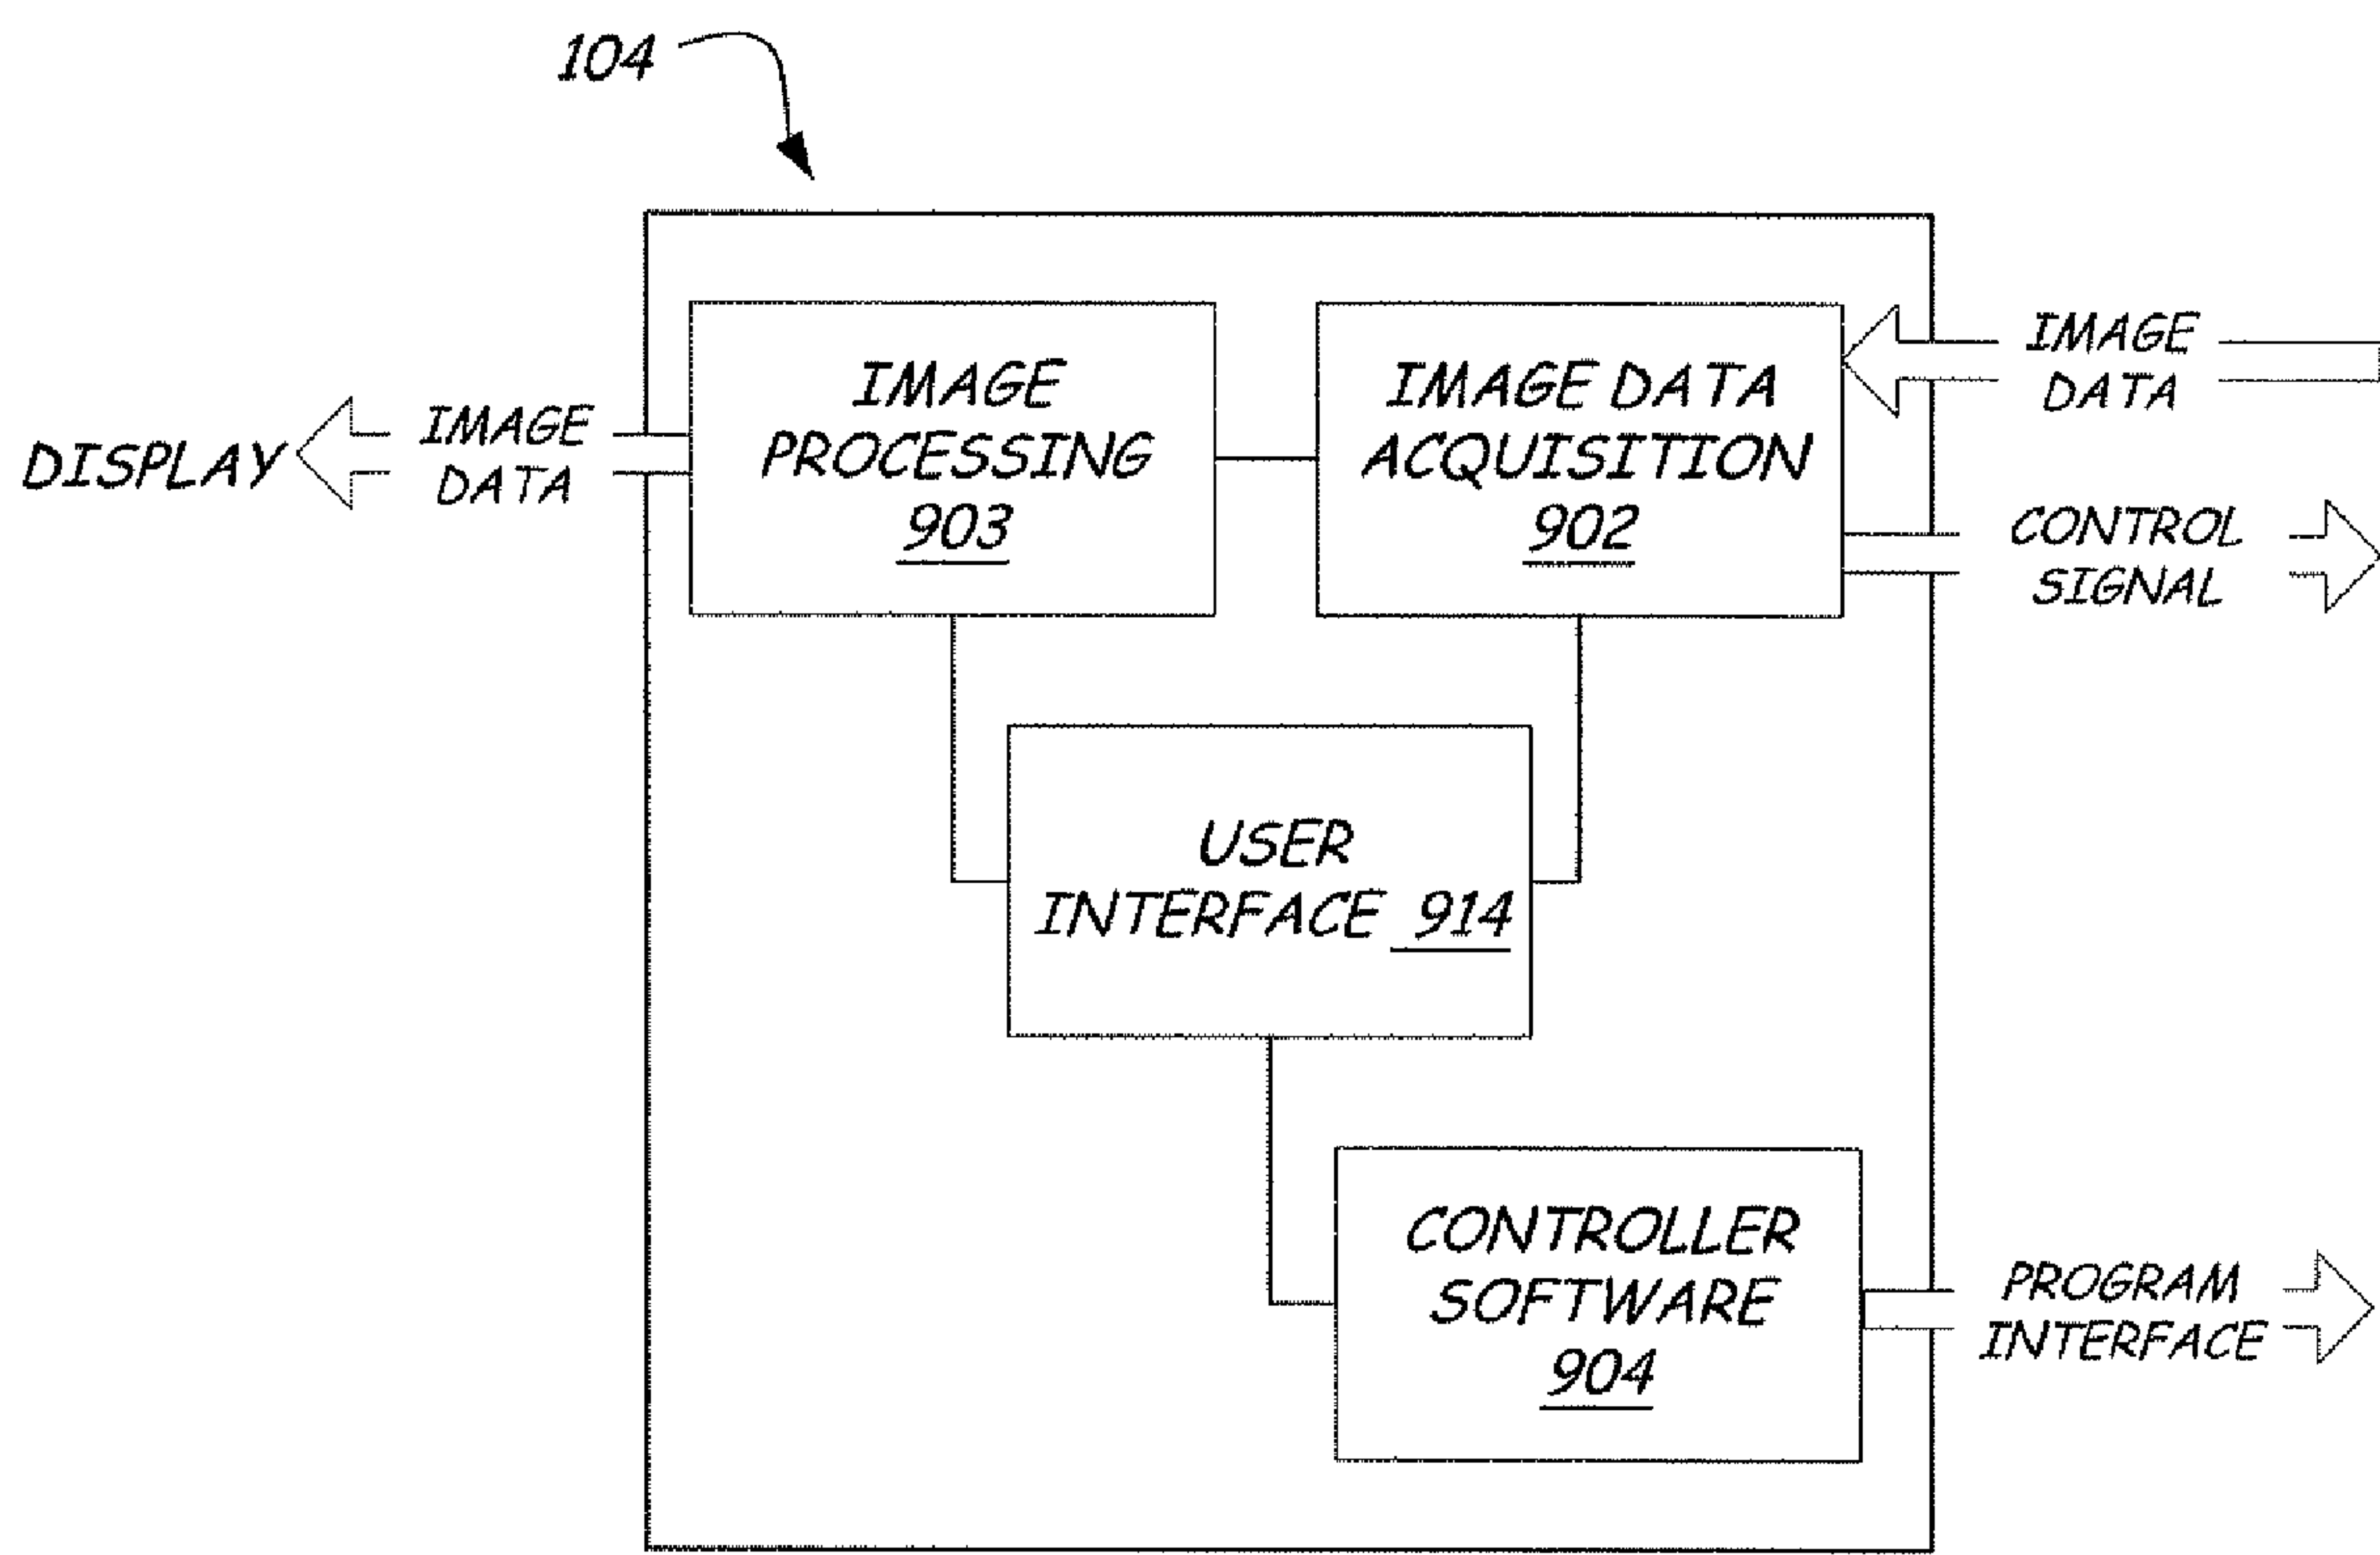 104
IMAGE
PROCESSING
903
IMAGE DATA
ACQUISITION
902
IMAGE
DATA
DISPLAY
IMAGE
DATA
CONTROL
SIGNAL
USER
INTERFACE 914
CONTROLLER
SOFTWARE
904
PROGRAM
INTERFACE